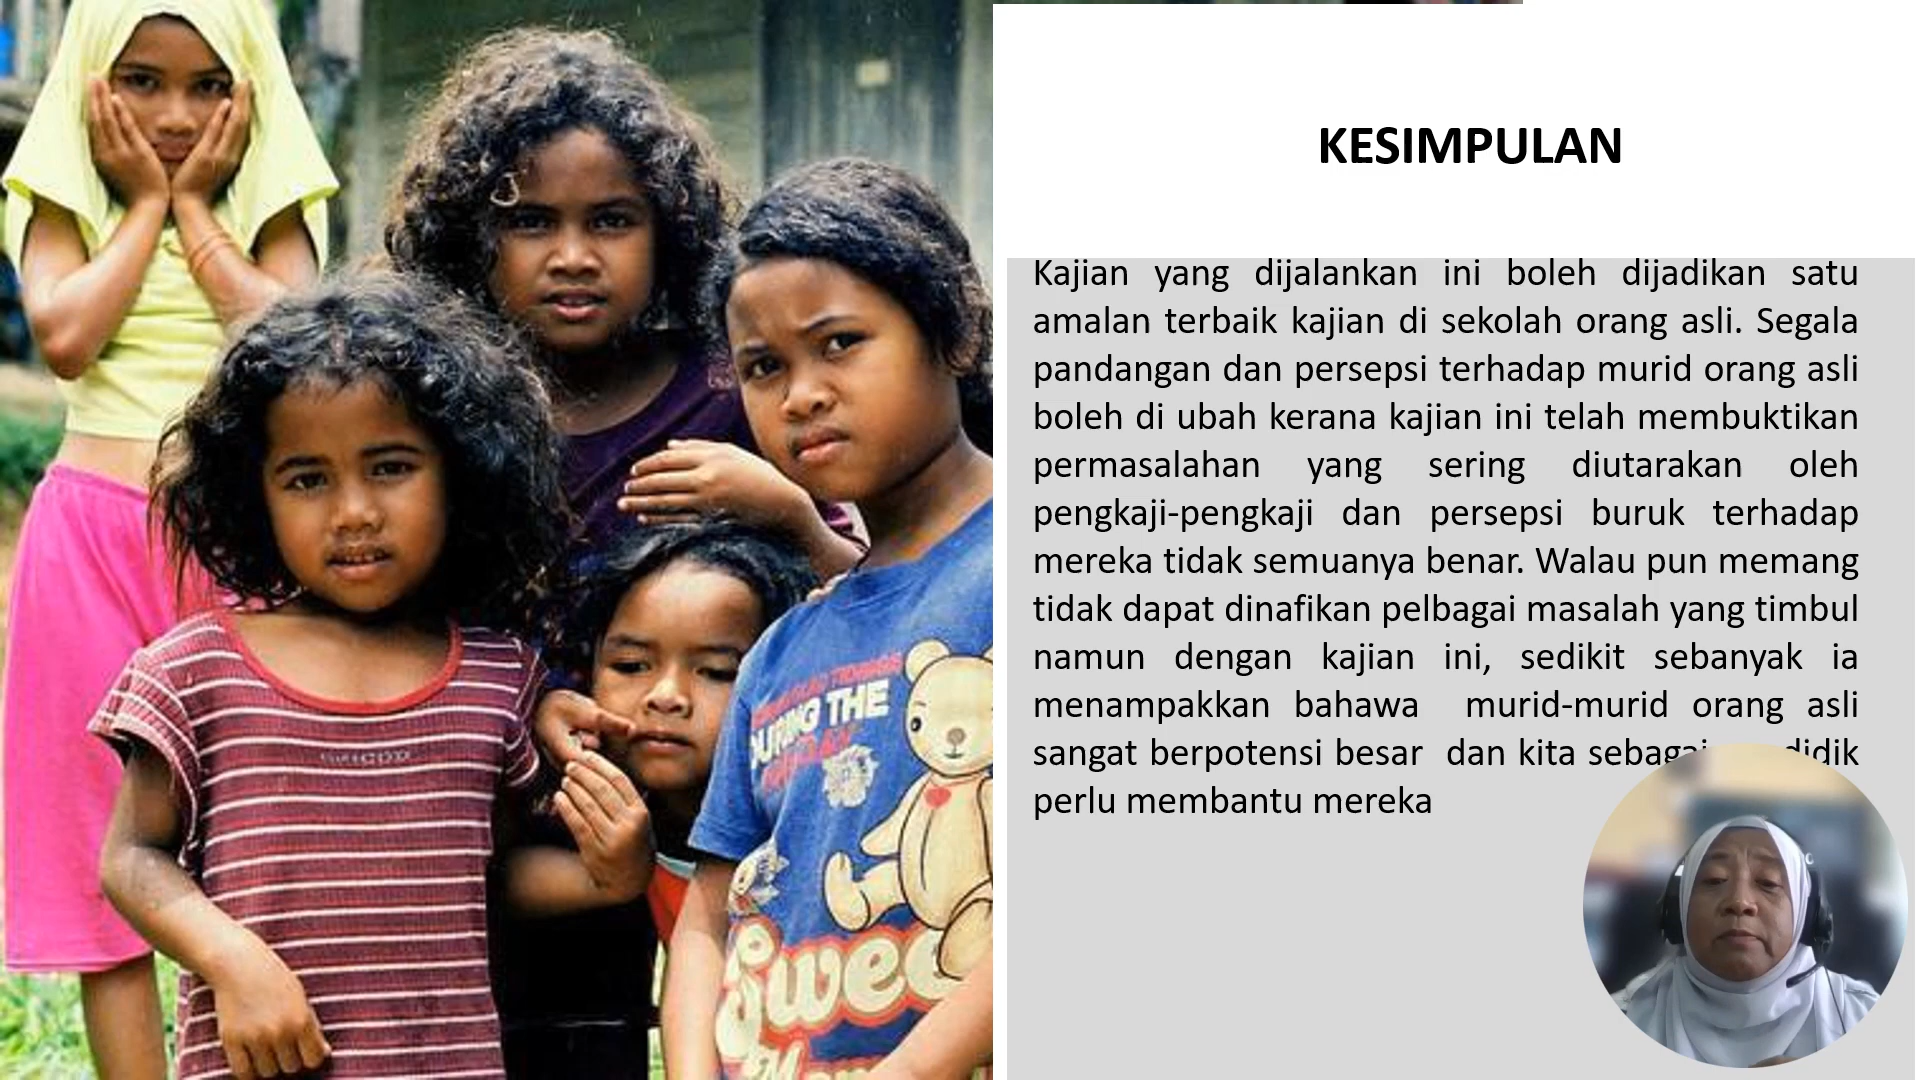 KESIMPULAN
Kajian yang dijalankan ini boleh dijadikan satu
amalan terbaik kajian di sekolah orang asli. Segala
pandangan dan persepsi terhadap murid orang asli
boleh di ubah kerana kajian ini telah membuktikan
permasalahan yang sering diutarakan oleh
pengkaji-pengkaji dan persepsi buruk terhadap
mereka tidak semuanya benar. Walau pun memang
tidak dapat dinafikan pelbagai masalah yang timbul
namun dengan kajian ini, sedikit sebanyak ia
menampakkan bahawa murid-murid orang asli
sangat berpotensi besar dan kita sebagai
perlu membantu mereka
THE